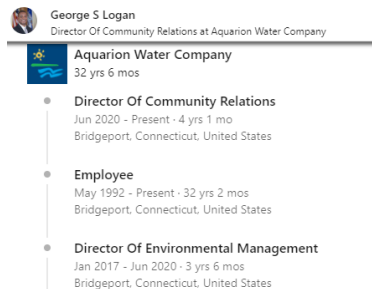 George S Logan
Director Of Community Relations at Aquarion Water Company
Aquarion Water Company
32 yrs 6 mos
Director Of Community Relations
Jun 2020 - Present · 4 yrs 1 mo
Bridgeport, Connecticut, United States
Employee
May 1992 - Present · 32 yrs 2 mos
Bridgeport, Connecticut, United States
Director Of Environmental Management
Jan 2017 - Jun 2020 · 3 yrs 6 mos
Bridgeport, Connecticut, United States